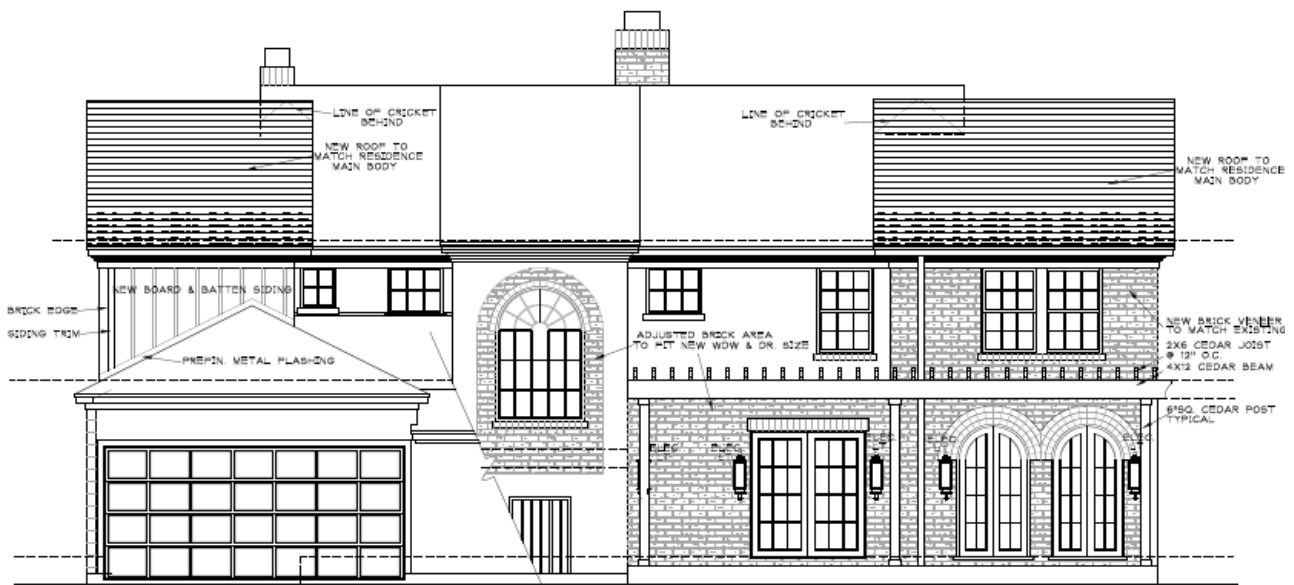 LINE OF CRICKET
BEHIND
NEW ROOF TO
MATCH RESIDENCE
MAIN BODY
LINE OF CRICKET
BEHIND
NEW ROOF TO
MATCH RESIDENCE
MAIN BODY
NEW BOARD & BATTEN SIDING
BRICK EDGE
SIDING TRIM
PREFIN. METAL FLASHING
ADJUSTED BRICK AREA
TO FIT NEW WDW & DR. SIZE
NEW BRICK VENEER
TO MATCH EXISTING
2X6 CEDAR JOIST
@ 12" O.C.
4X12 CEDAR BEAM
6"SQ. CEDAR POST
TYPICAL
ELEC
ELEC
ELEC
ELEC
ELEC